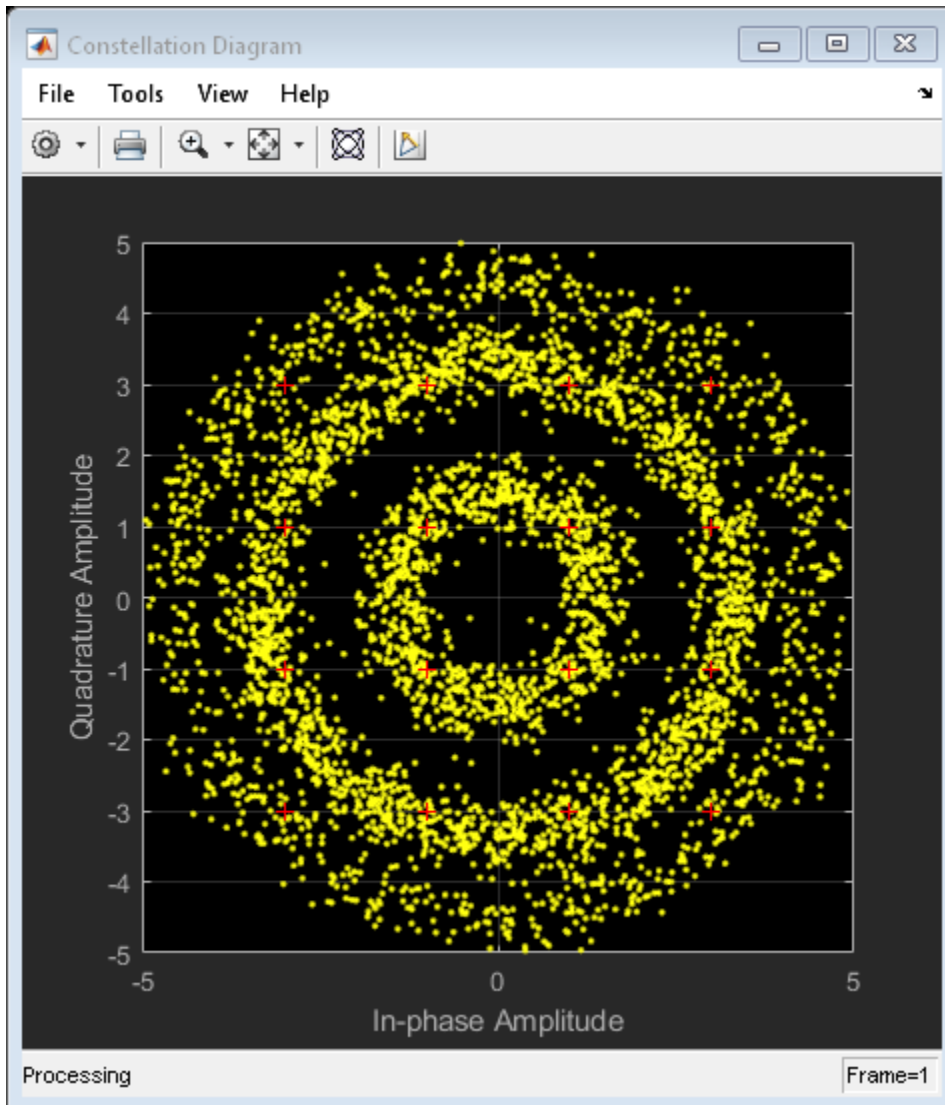 Constellation Diagram
File Tools View Help
5
4
3
2
1
0
-1
-2
-3
-4
-5
Quadrature Amplitude
-5 0 5
In-phase Amplitude
Processing Frame=1